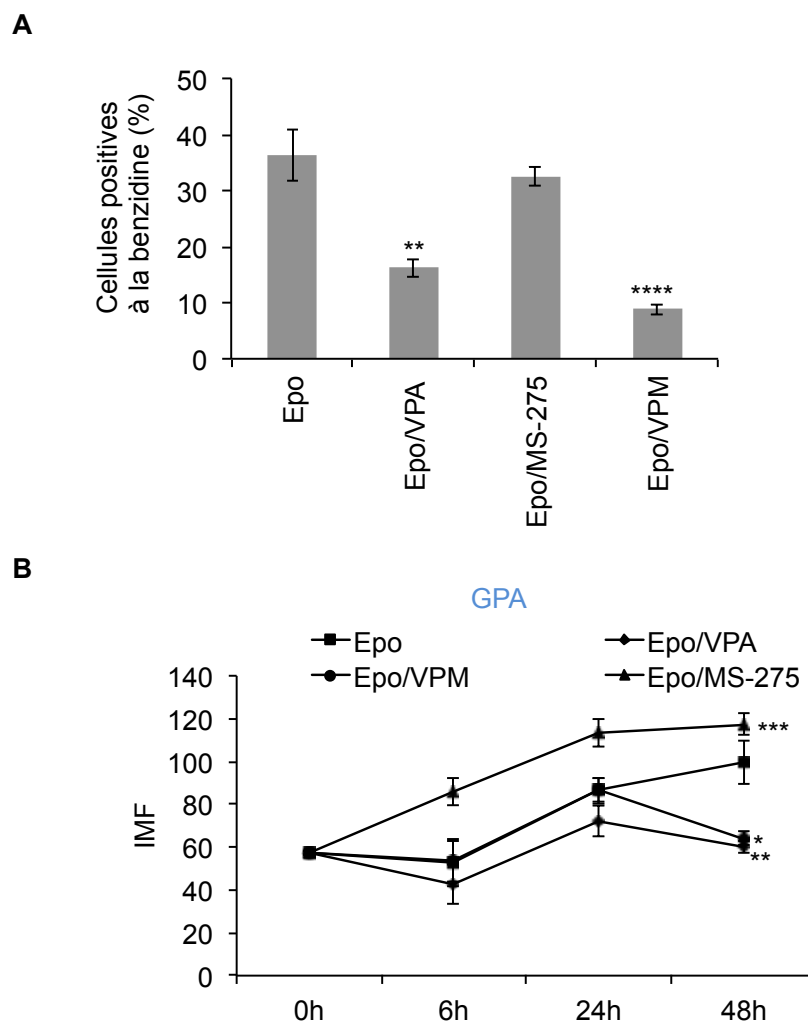 A
Cellules positives
à la benzidine (%)
50
40
30
20
10
0
**
****
Epo
Epo/VPA
Epo/MS-275
Epo/VPM
B
GPA
Epo
Epo/VPA
Epo/VPM
Epo/MS-275
IMF
140
120
100
80
60
40
20
0
***
*
**
0h
6h
24h
48h